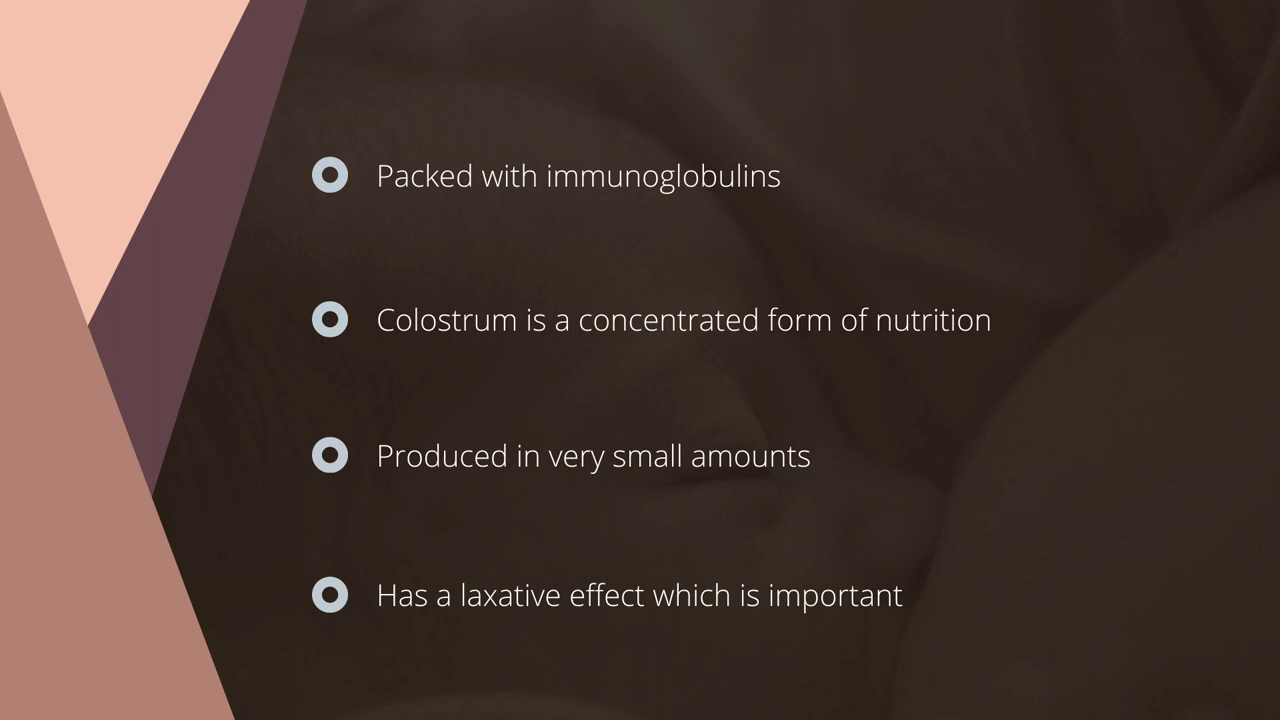 Packed with immunoglobulins
Colostrum is a concentrated form of nutrition
Produced in very small amounts
Has a laxative effect which is important